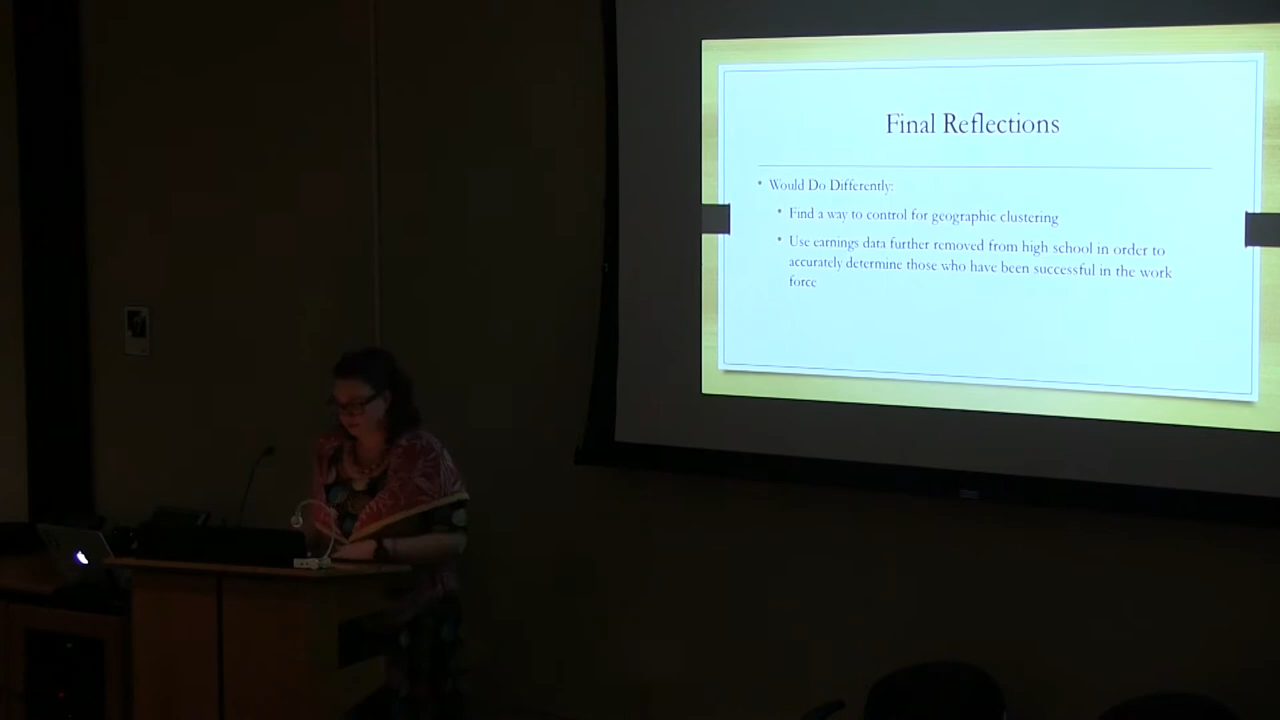 Final Reflections
• Would Do Differently:
• Find a way to control for geographic clustering
• Use earnings data further removed from high school in order to
accurately determine those who have been successful in the work
force